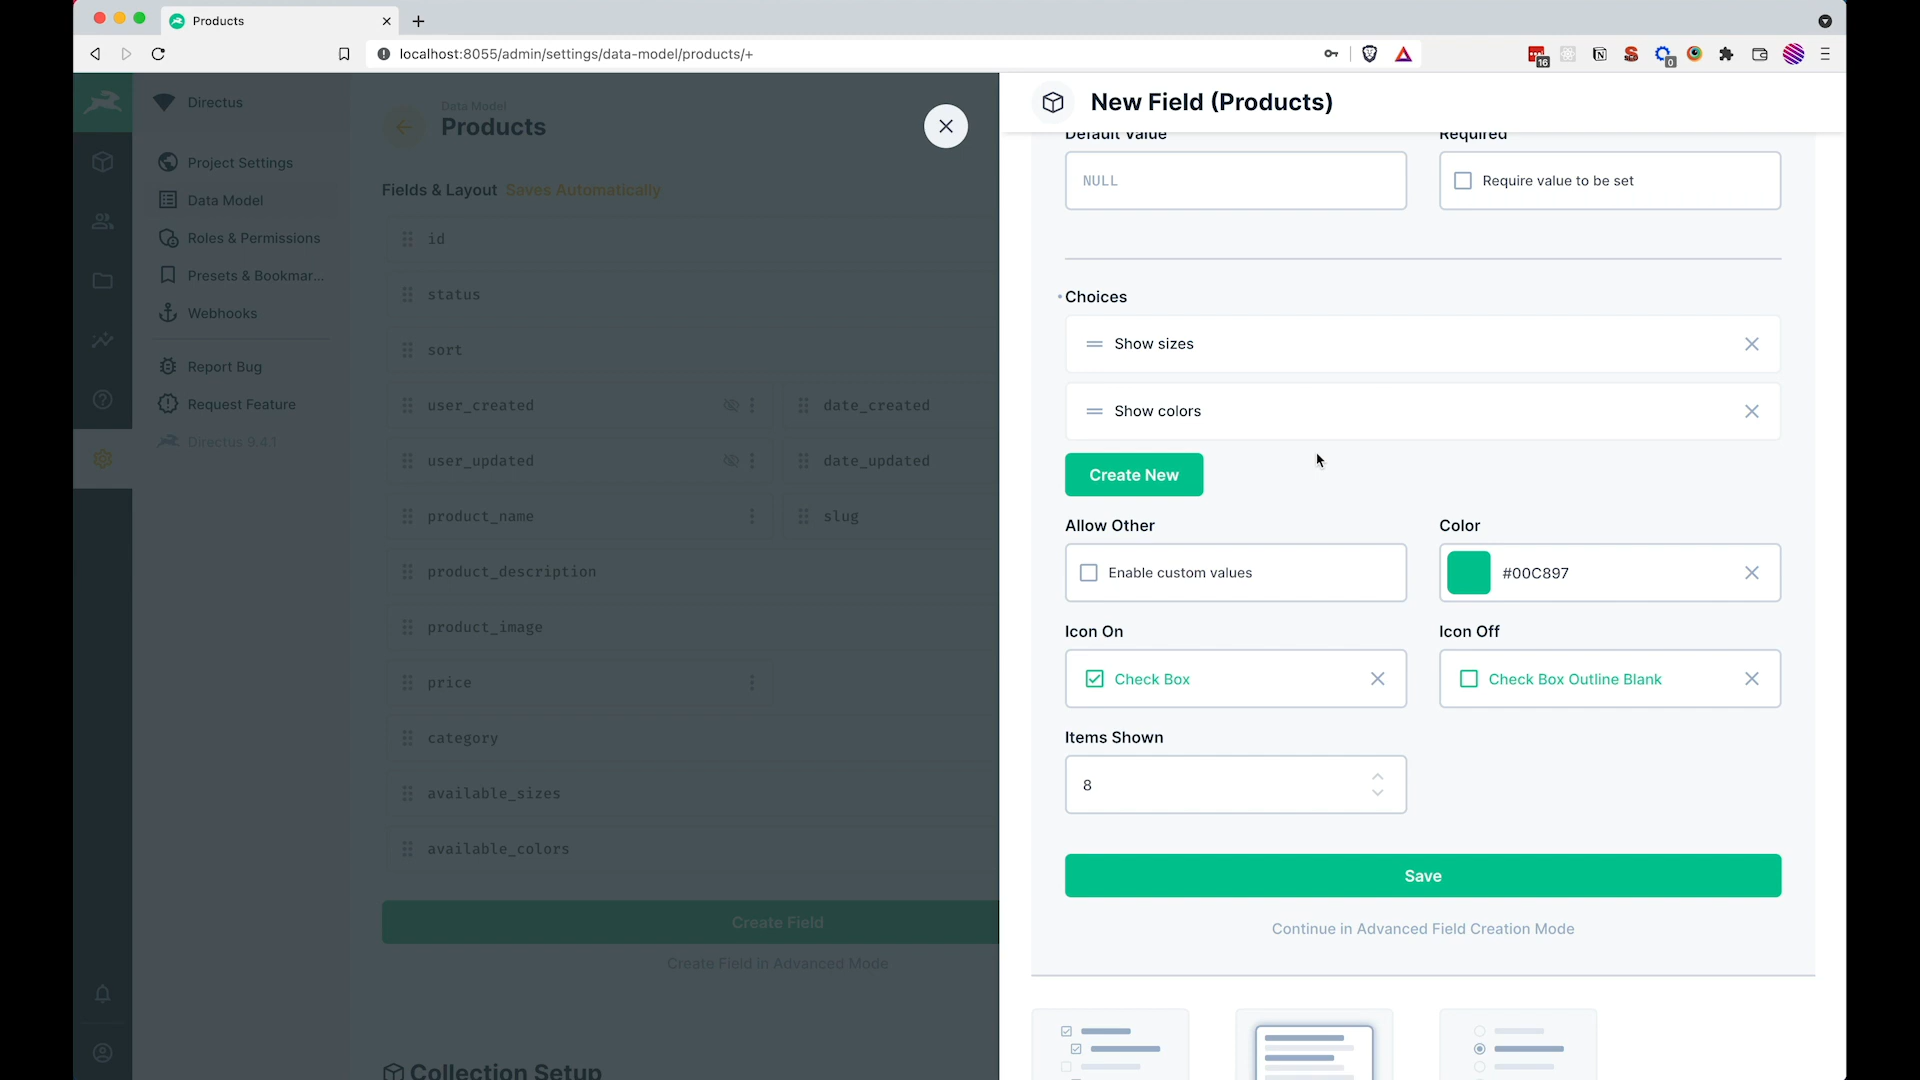 Products
localhost:8055/admin/settings/data-model/products/+
16
0
Directus
Project Settings
Data Model
Roles & Permissions
Presets & Bookmar...
Webhooks
Report Bug
Request Feature
Directus 9.4.1
Data Model
Products
Fields & Layout Saves Automatically
id
status
sort
user_created
date_created
user_updated
date_updated
product_name
slug
product_description
product_image
price
category
available_sizes
available_colors
Create Field
Create Field in Advanced Mode
Collection Setup
New Field (Products)
Default Value
Required
NULL
Require value to be set
Choices
Show sizes
Show colors
Create New
Allow Other
Color
Enable custom values
#00C897
Icon On
Icon Off
Check Box
Check Box Outline Blank
Items Shown
8
Save
Continue in Advanced Field Creation Mode